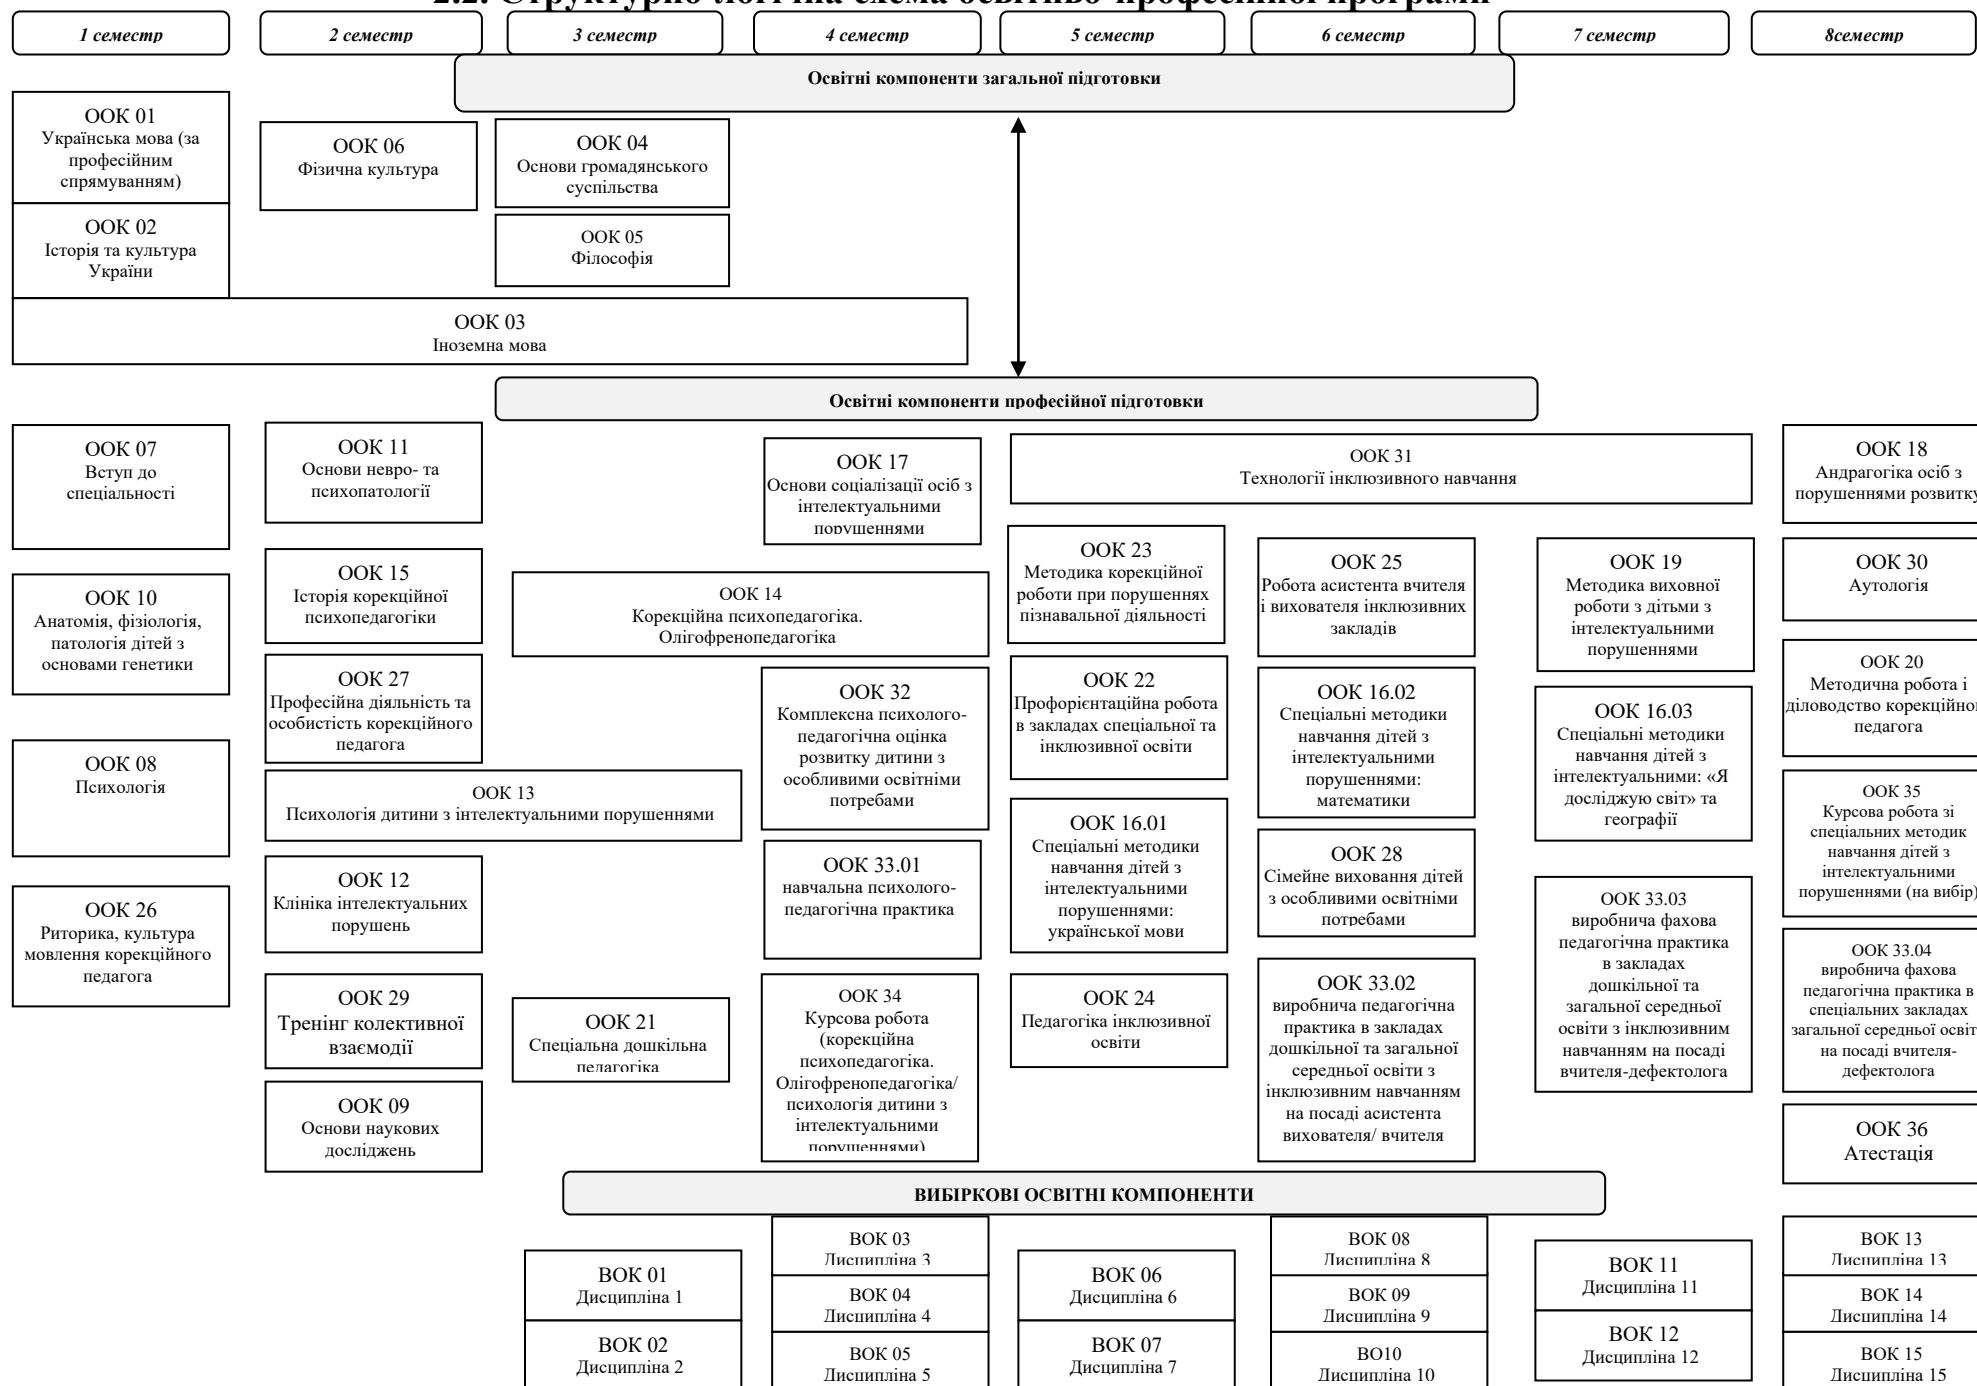 2.2. Структурно-логічна схема освітньо-професійної програми
1 семестр
2 семестр
3 семестр
4 семестр
5 семестр
6 семестр
7 семестр
8семестр
Освітні компоненти загальної підготовки
ООК 01
Українська мова (за
професійним
спрямуванням)
ООК 06
Фізична культура
ООК 04
Основи громадянського
суспільства
ООК 02
Історія та культура
України
ООК 05
Філософія
ООК 03
Іноземна мова
Освітні компоненти професійної підготовки
ООК 07
Вступ до
спеціальності
ООК 10
Анатомія, фізіологія,
патологія дітей з
основами генетики
ООК 08
Психологія
ООК 26
Риторика, культура
мовлення корекційного
педагога
ООК 11
Основи невро- та
психопатології
ООК 15
Історія корекційної
психопедагогіки
ООК 27
Професійна діяльність та
особистість корекційного
педагога
ООК 13
Психологія дитини з інтелектуальними порушеннями
ООК 12
Клініка інтелектуальних
порушень
ООК 29
Тренінг колективної
взаємодії
ООК 09
Основи наукових
досліджень
ООК 14
Корекційна психопедагогіка.
Олігофренопедагогіка
ООК 21
Спеціальна дошкільна
педагогіка
ООК 17
Основи соціалізації осіб з
інтелектуальними
порушеннями
ООК 32
Комплексна психолого-
педагогічна оцінка
розвитку дитини з
особливими освітніми
потребами
ООК 33.01
навчальна психолого-
педагогічна практика
ООК 34
Курсова робота
(корекційна
психопедагогіка.
Олігофренопедагогіка/
психологія дитини з
інтелектуальними
порушеннями)
ООК 31
Технології інклюзивного навчання
ООК 23
Методика корекційної
роботи при порушеннях
пізнавальної діяльності
ООК 22
Профорієнтаційна робота
в закладах спеціальної та
інклюзивної освіти
ООК 16.01
Спеціальні методики
навчання дітей з
інтелектуальними
порушеннями:
української мови
ООК 24
Педагогіка інклюзивної
освіти
ООК 25
Робота асистента вчителя
і вихователя інклюзивних
закладів
ООК 16.02
Спеціальні методики
навчання дітей з
інтелектуальними
порушеннями:
математики
ООК 28
Сімейне виховання дітей
з особливими освітніми
потребами
ООК 33.02
виробнича педагогічна
практика в закладах
дошкільної та загальної
середньої освіти з
інклюзивним навчанням
на посаді асистента
вихователя/ вчителя
ООК 19
Методика виховної
роботи з дітьми з
інтелектуальними
порушеннями
ООК 16.03
Спеціальні методики
навчання дітей з
інтелектуальними: «Я
досліджую світ» та
географії
ООК 33.03
виробнича фахова
педагогічна практика
в закладах
дошкільної та
загальної середньої
освіти з інклюзивним
навчанням на посаді
вчителя-дефектолога
ООК 18
Андрагогіка осіб з
порушеннями розвитку
ООК 30
Аутологія
ООК 20
Методична робота і
діловодство корекційног
педагога
ООК 35
Курсова робота зі
спеціальних методик
навчання дітей з
інтелектуальними
порушеннями (на вибір)
ООК 33.04
виробнича фахова
педагогічна практика в
спеціальних закладах
загальної середньої освіт
на посаді вчителя-
дефектолога
ООК 36
Атестація
ВИБІРКОВІ ОСВІТНІ КОМПОНЕНТИ
ВОК 01
Дисципліна 1
ВОК 02
Дисципліна 2
ВОК 03
Дисципліна 3
ВОК 04
Дисципліна 4
ВОК 05
Дисципліна 5
ВОК 06
Дисципліна 6
ВОК 07
Дисципліна 7
ВОК 08
Дисципліна 8
ВОК 09
Дисципліна 9
ВО10
Дисципліна 10
ВОК 11
Дисципліна 11
ВОК 12
Дисципліна 12
ВОК 13
Дисципліна 13
ВОК 14
Дисципліна 14
ВОК 15
Дисципліна 15